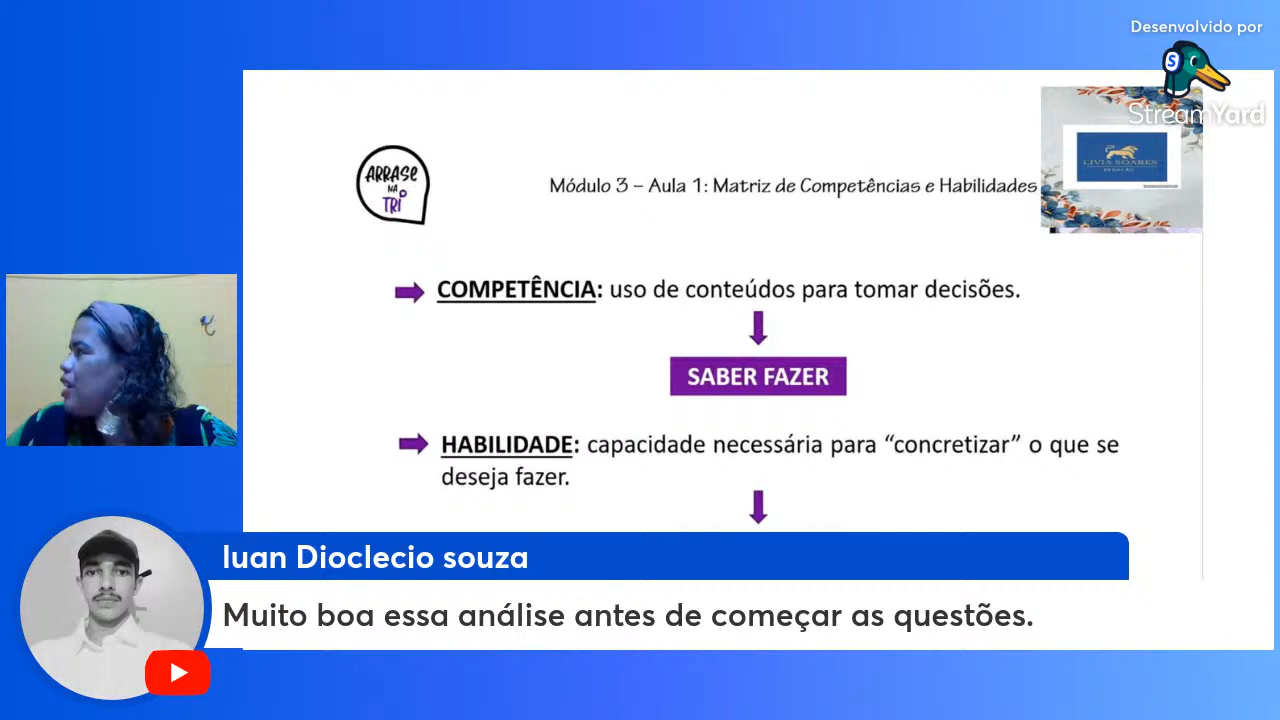 Desenvolvido por
StreamYard
ARRASE
NA
TRI
Módulo 3 – Aula 1: Matriz de Competências e Habilidades
LIVIA SOARES
REDAÇÃO
COMPETÊNCIA: uso de conteúdos para tomar decisões.
SABER FAZER
HABILIDADE: capacidade necessária para “concretizar” o que se
deseja fazer.
luan Dioclecio souza
Muito boa essa análise antes de começar as questões.